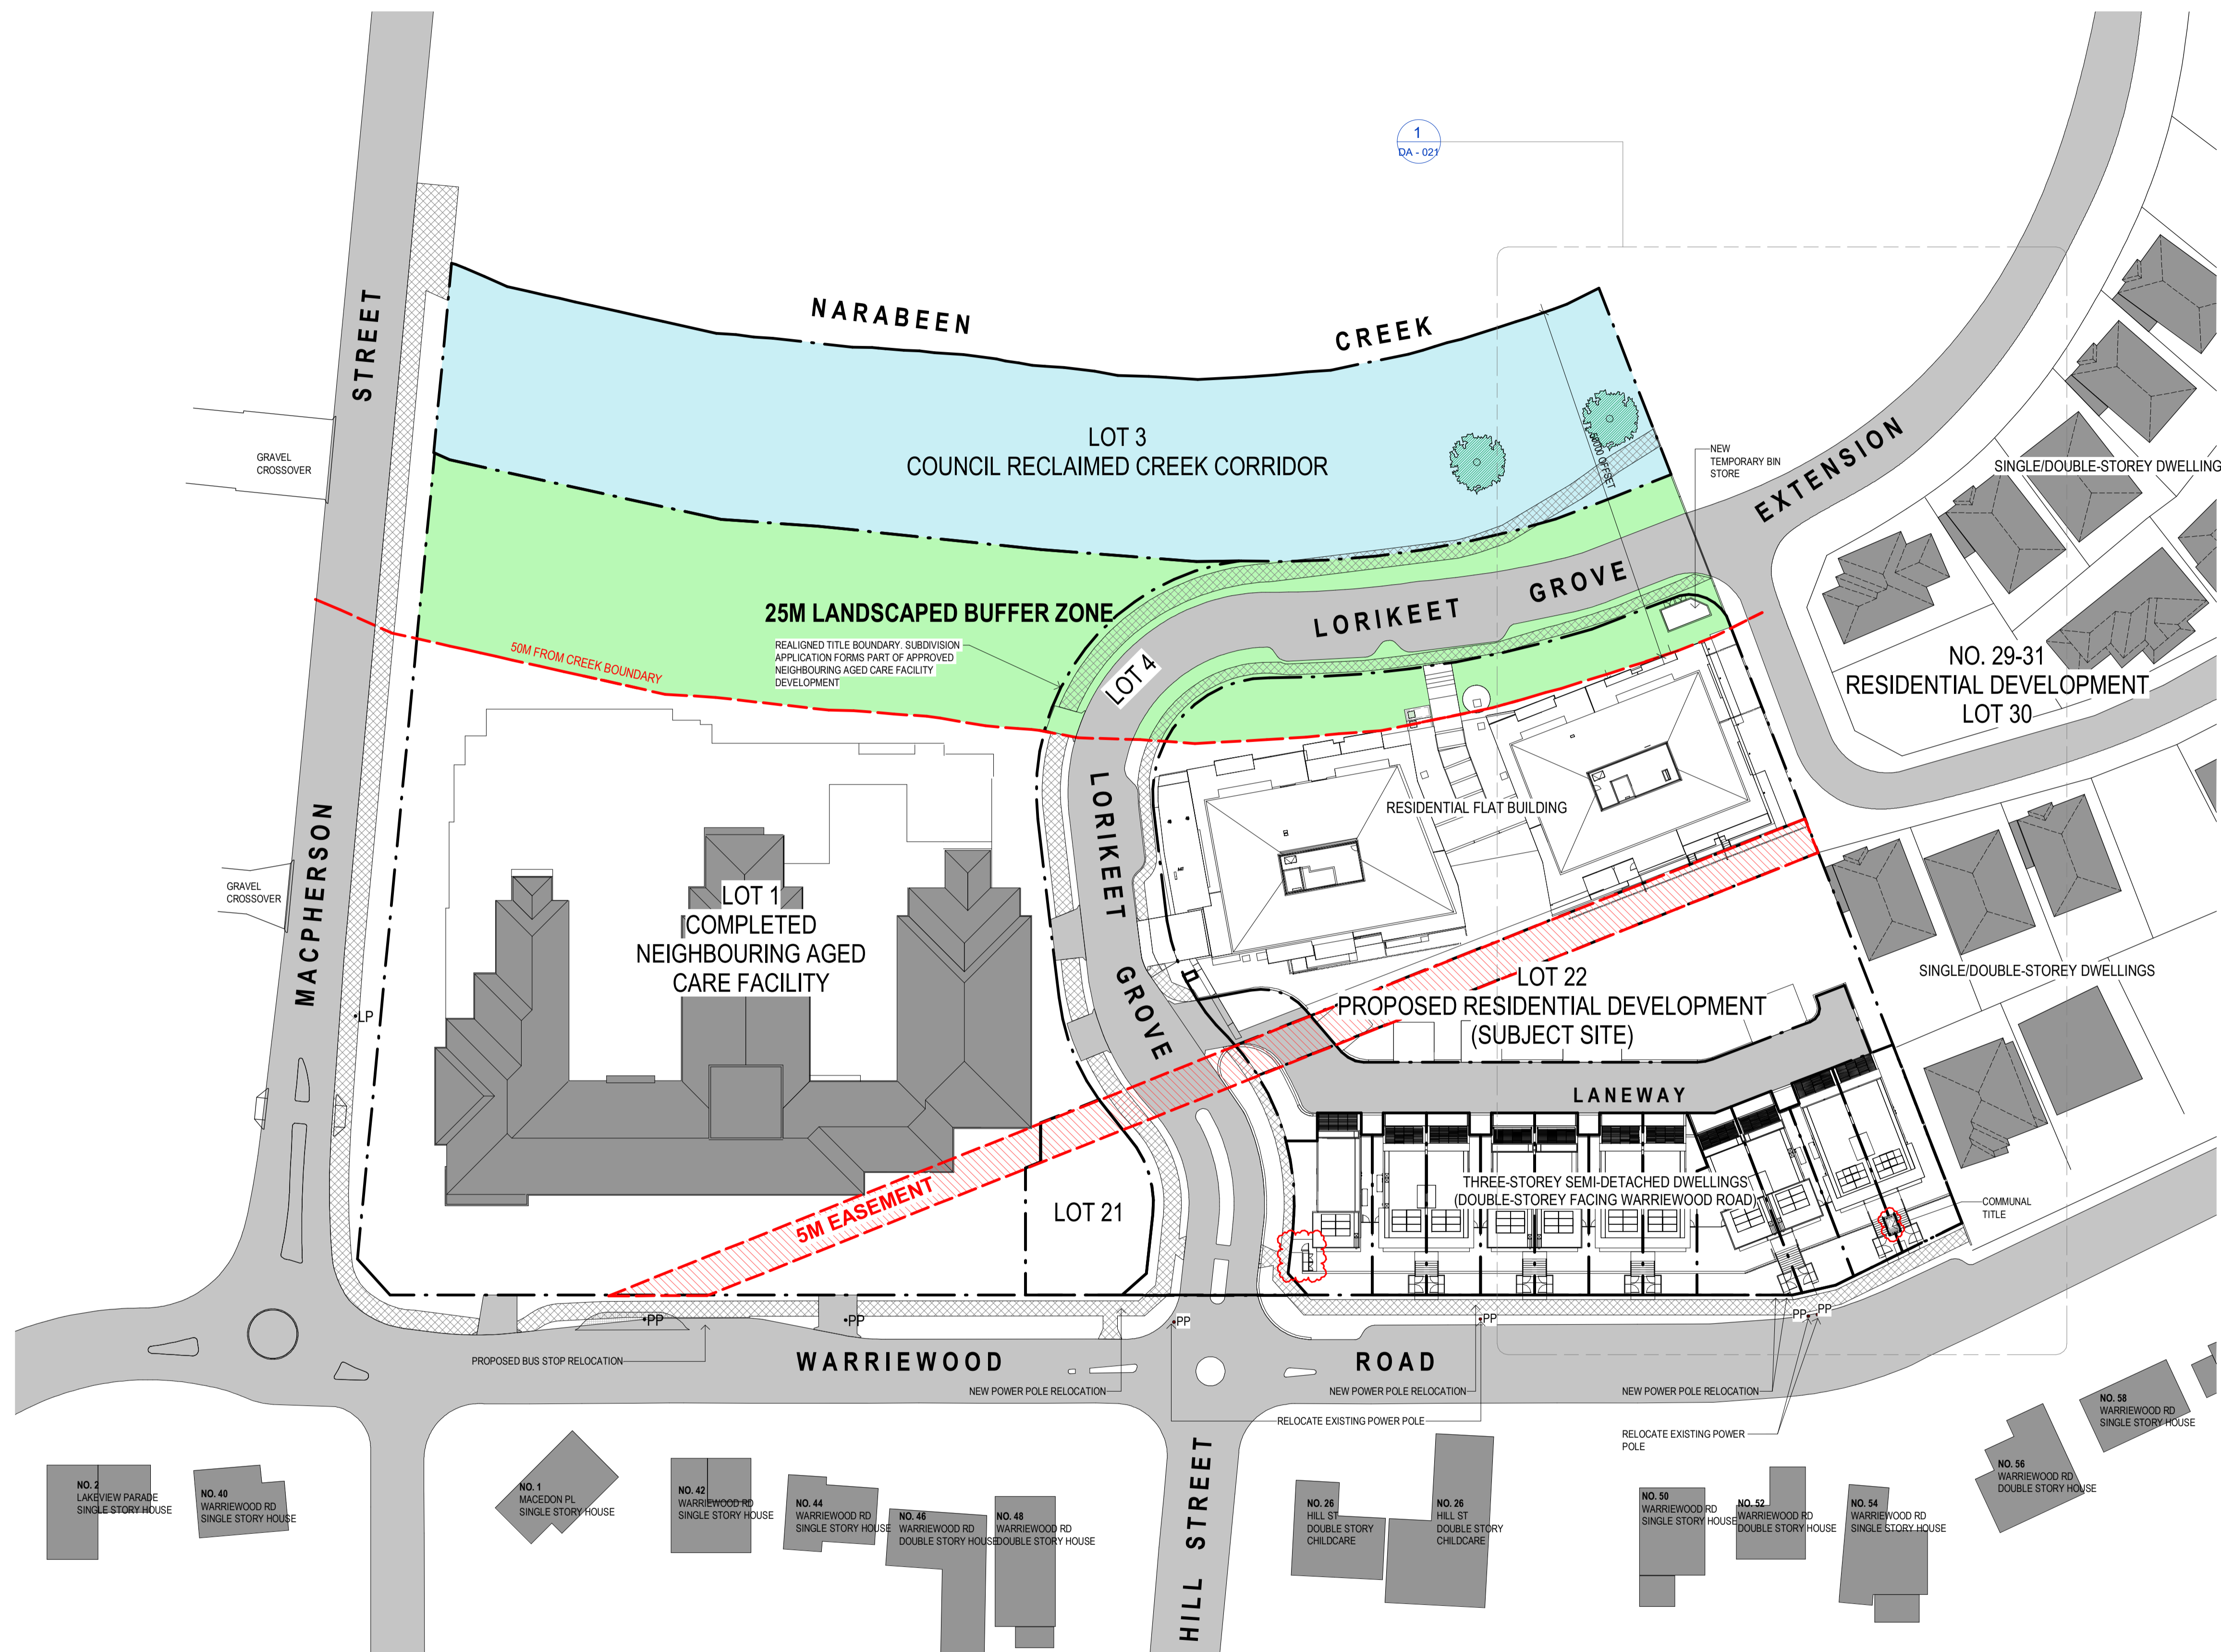 1
DA - 021
NARABEEN
CREEK
STREET
MACPHERSON
GRAVEL
CROSSOVER
LOT 3
COUNCIL RECLAIMED CREEK CORRIDOR
50000 OFFSET
NEW
TEMPORARY BIN
STORE
EXTENSION
SINGLE/DOUBLE-STOREY DWELLING
25M LANDSCAPED BUFFER ZONE
REALIGNED TITLE BOUNDARY. SUBDIVISION
APPLICATION FORMS PART OF APPROVED
NEIGHBOURING AGED CARE FACILITY
DEVELOPMENT
50M FROM CREEK BOUNDARY
LOT 4
LORIKEET
GROVE
NO. 29-31
RESIDENTIAL DEVELOPMENT
LOT 30
LORIKEET
GROVE
RESIDENTIAL FLAT BUILDING
GRAVEL
CROSSOVER
LOT 1
COMPLETED
NEIGHBOURING AGED
CARE FACILITY
LP
LOT 22
PROPOSED RESIDENTIAL DEVELOPMENT
(SUBJECT SITE)
SINGLE/DOUBLE-STOREY DWELLINGS
LANEWAY
THREE-STOREY SEMI-DETACHED DWELLINGS
(DOUBLE-STOREY FACING WARRIEWOOD ROAD)
COMMUNAL
TITLE
5M EASEMENT
LOT 21
PP
PP
PP
PP
PP
PP
PROPOSED BUS STOP RELOCATION
WARRIEWOOD
ROAD
NEW POWER POLE RELOCATION
NEW POWER POLE RELOCATION
NEW POWER POLE RELOCATION
RELOCATE EXISTING POWER POLE
RELOCATE EXISTING POWER
POLE
HILL STREET
NO. 2
LAKEVIEW PARADE
SINGLE STORY HOUSE
NO. 40
WARRIEWOOD RD
SINGLE STORY HOUSE
NO. 1
MACEDON PL
SINGLE STORY HOUSE
NO. 42
WARRIEWOOD RD
SINGLE STORY HOUSE
NO. 44
WARRIEWOOD RD
SINGLE STORY HOUSE
NO. 46
WARRIEWOOD RD
DOUBLE STORY HOUSE
NO. 48
WARRIEWOOD RD
DOUBLE STORY HOUSE
NO. 26
HILL ST
DOUBLE STORY
CHILDCARE
NO. 26
HILL ST
DOUBLE STORY
CHILDCARE
NO. 50
WARRIEWOOD RD
SINGLE STORY HOUSE
NO. 52
WARRIEWOOD RD
DOUBLE STORY HOUSE
NO. 54
WARRIEWOOD RD
SINGLE STORY HOUSE
NO. 56
WARRIEWOOD RD
DOUBLE STORY HOUSE
NO. 58
WARRIEWOOD RD
SINGLE STORY HOUSE